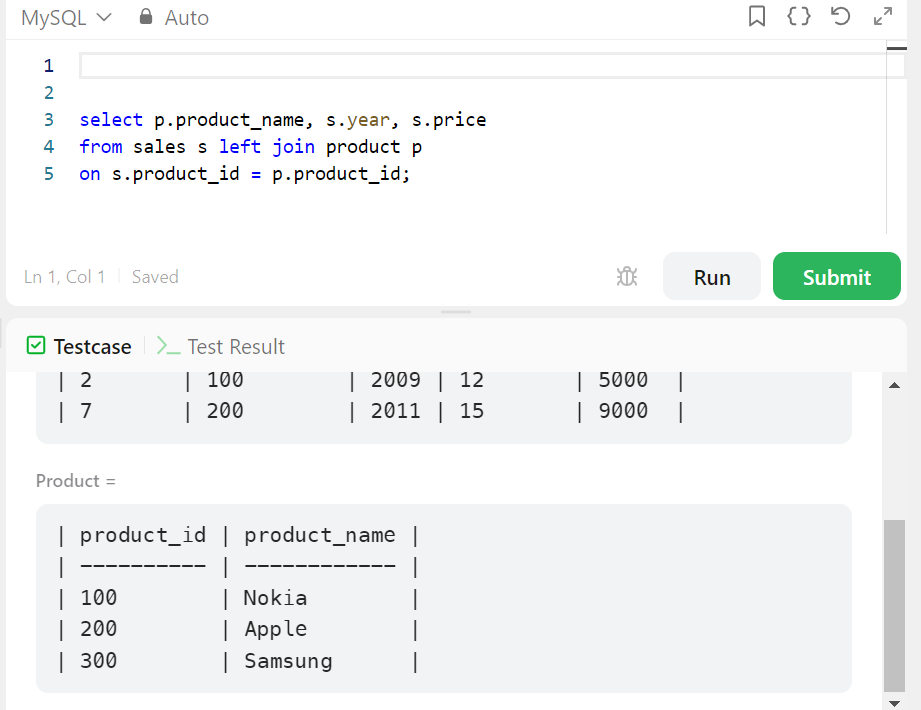 MySQL Auto
1
2
3 select p.product_name, s.year, s.price
4 from sales s left join product p
5 on s.product_id = p.product_id;
Ln 1, Col 1 Saved
Run
Submit
Testcase
Test Result
| 2 | 100 | 2009 | 12 | 5000 |
| 7 | 200 | 2011 | 15 | 9000 |
Product =
| product_id | product_name |
| ---------- | ------------ |
| 100 | Nokia |
| 200 | Apple |
| 300 | Samsung |